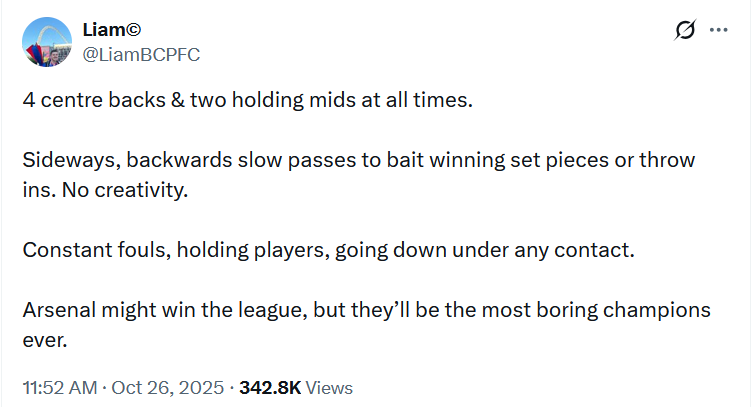 Liam©
@LiamBCPFC
4 centre backs & two holding mids at all times.
Sideways, backwards slow passes to bait winning set pieces or throw
ins. No creativity.
Constant fouls, holding players, going down under any contact.
Arsenal might win the league, but they’ll be the most boring champions
ever.
11:52 AM · Oct 26, 2025 · 342.8K Views